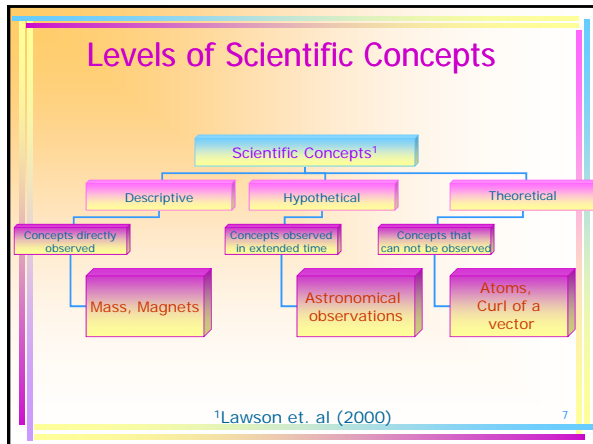 Levels of Scientific Concepts
Scientific Concepts¹
Descriptive
Hypothetical
Theoretical
Concepts directly
observed
Concepts observed
in extended time
Concepts that
can not be observed
Mass, Magnets
Astronomical
observations
Atoms,
Curl of a
vector
¹Lawson et. al (2000)
7